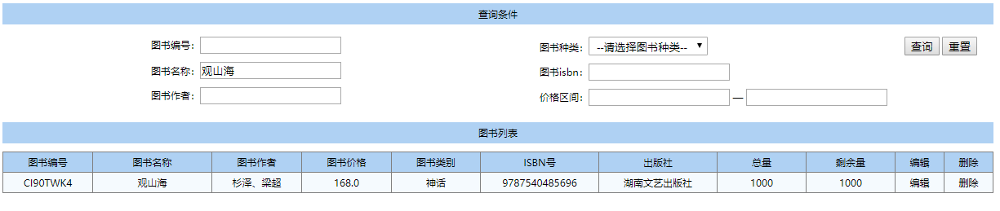 查询条件
图书编号： 图书种类： --请选择图书种类-- 查询 重置
图书名称： 观山海 图书isbn：
图书作者： 价格区间： —
图书列表
图书编号 图书名称 图书作者 图书价格 图书类别 ISBN号 出版社 总量 剩余量 编辑 删除
CI90TWK4 观山海 杉泽、梁超 168.0 神话 9787540485696 湖南文艺出版社 1000 1000 编辑 删除